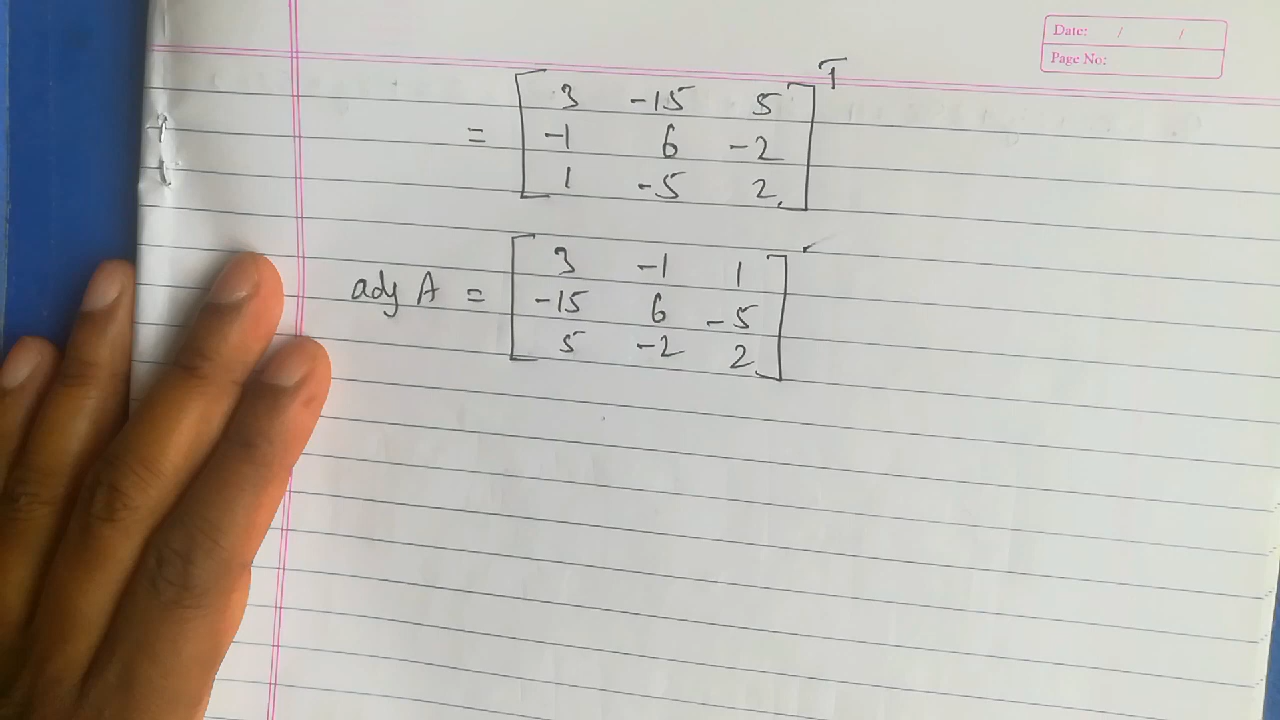 Date: / /
Page No:
= [ 3 -15 5 ]ᵀ
-1 6 -2
1 -5 2
adj A = [ 3 -1 1 ]
-15 6 -5
5 -2 2